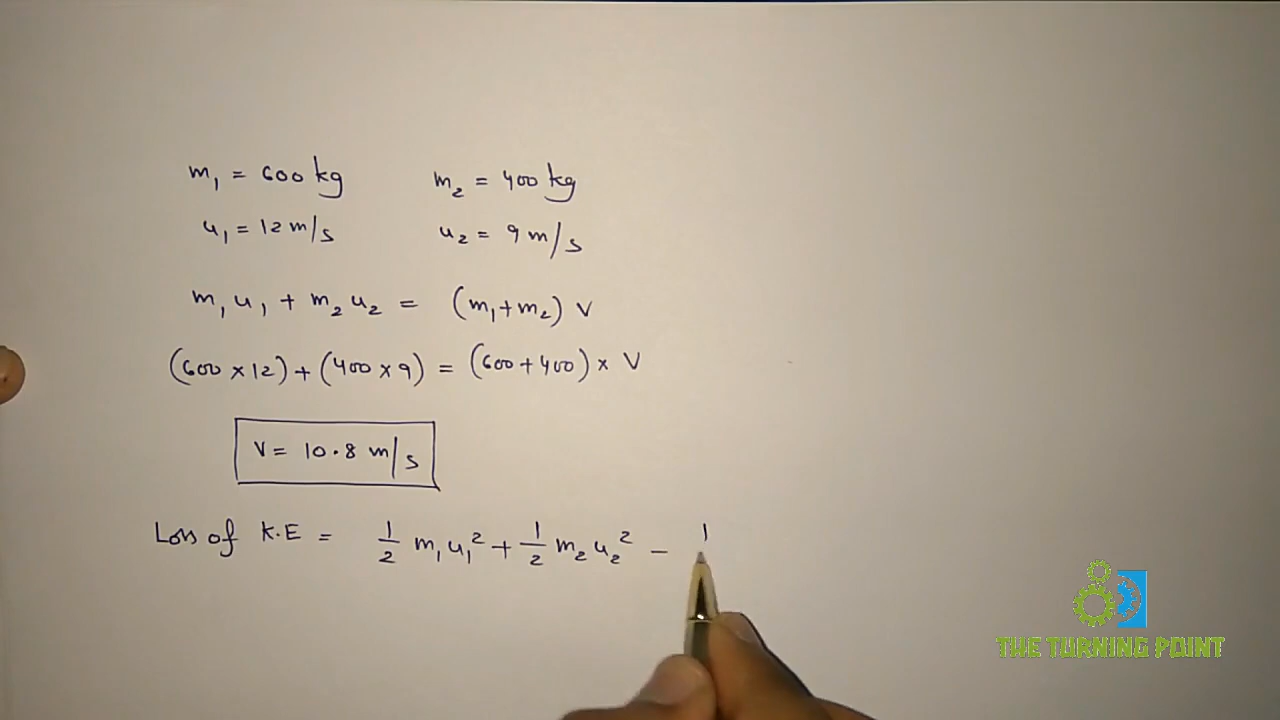 m₁ = 600 kg m₂ = 400 kg
u₁ = 12 m/s u₂ = 9 m/s
m₁u₁ + m₂u₂ = (m₁+m₂) V
(600 × 12) + (400 × 9) = (600 + 400) × V
V = 10.8 m/s
Loss of K.E = 1/2 m₁u₁² + 1/2 m₂u₂² − 1
THE TURNING POINT